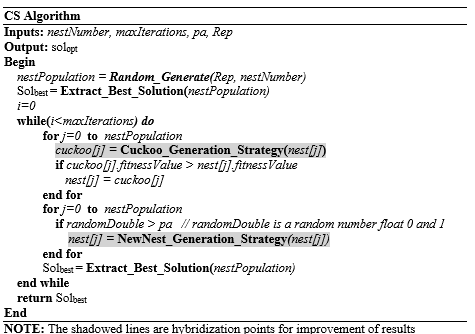 CS Algorithm
Inputs: nestNumber, maxIterations, pa, Rep
Output: solopt
Begin
nestPopulation = Random_Generate(Rep, nestNumber)
Solbest = Extract_Best_Solution(nestPopulation)
i=0
while(i<maxIterations) do
for j=0 to nestPopulation
cuckoo[j] = Cuckoo_Generation_Strategy(nest[j])
if cuckoo[j].fitnessValue > nest[j].fitnessValue
nest[j] = cuckoo[j]
end for
for j=0 to nestPopulation
if randomDouble > pa // randomDouble is a random number float 0 and 1
nest[j] = NewNest_Generation_Strategy(nest[j])
end for
Solbest = Extract_Best_Solution(nestPopulation)
end while
return Solbest
End
NOTE: The shadowed lines are hybridization points for improvement of results